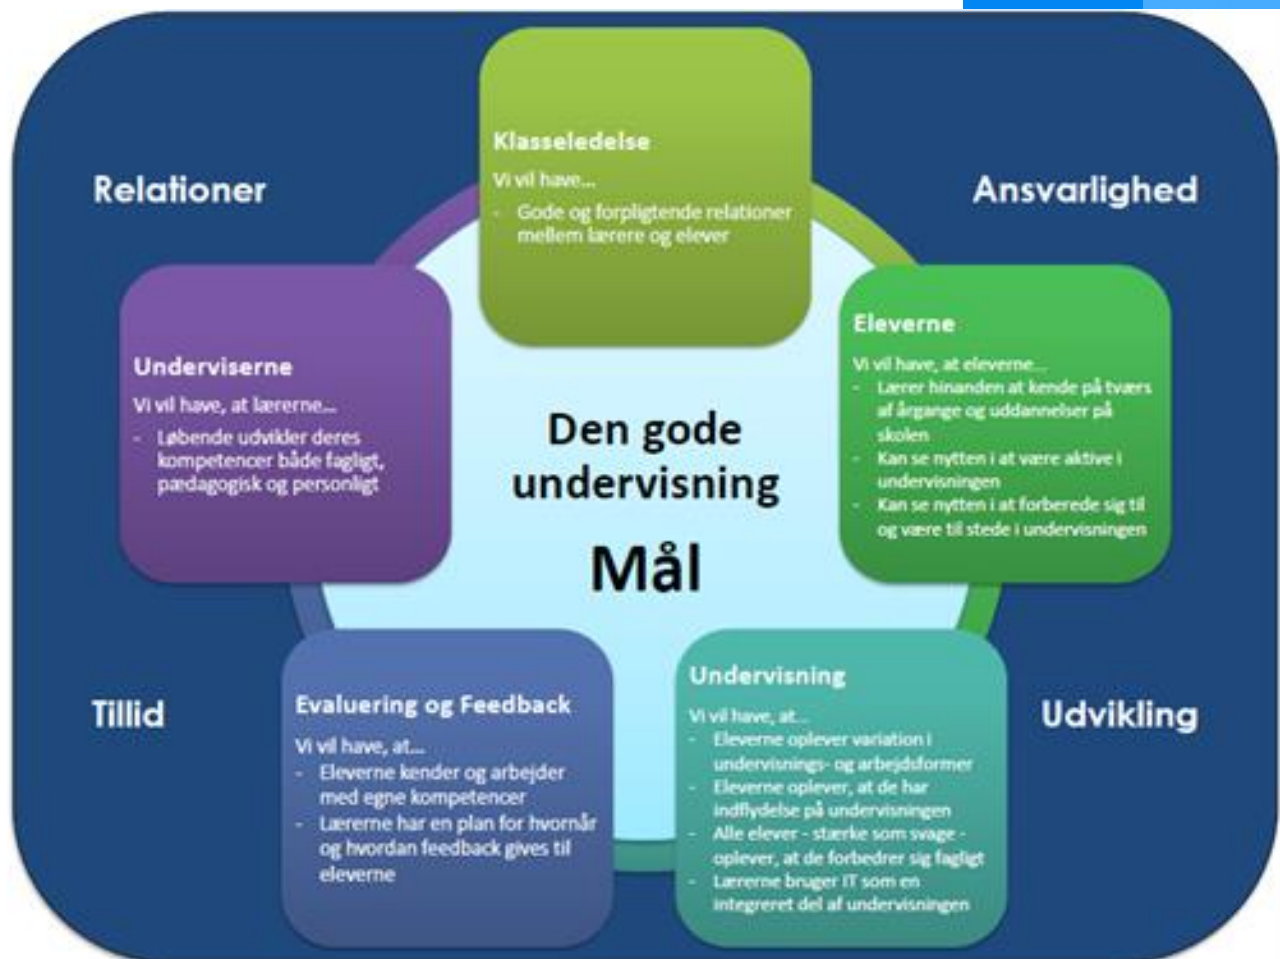 Klasseledelse
Vi vil have...
- Gode og forpligtende relationer
mellem lærere og elever
Relationer
Ansvarlighed
Underviserne
Vi vil have, at lærerne...
- Løbende udvikler deres
kompetencer både fagligt,
pædagogisk og personligt
Eleverne
Vi vil have, at eleverne...
- Lærer hinanden at kende på tværs
af årgange og uddannelser på
skolen
- Kan se nytten i at være aktive i
undervisningen
- Kan se nytten i at forberede sig til
og være til stede i undervisningen
Den gode
undervisning
Mål
Tillid
Udvikling
Evaluering og Feedback
Vi vil have, at...
- Eleverne kender og arbejder
med egne kompetencer
- Lærerne har en plan for hvornår
og hvordan feedback gives til
eleverne
Undervisning
Vi vil have, at...
- Eleverne oplever variation i
undervisnings- og arbejdsformer
- Eleverne oplever, at de har
indflydelse på undervisningen
- Alle elever - stærke som svage -
oplever, at de forbedrer sig fagligt
- Lærerne bruger IT som en
integreret del af undervisningen